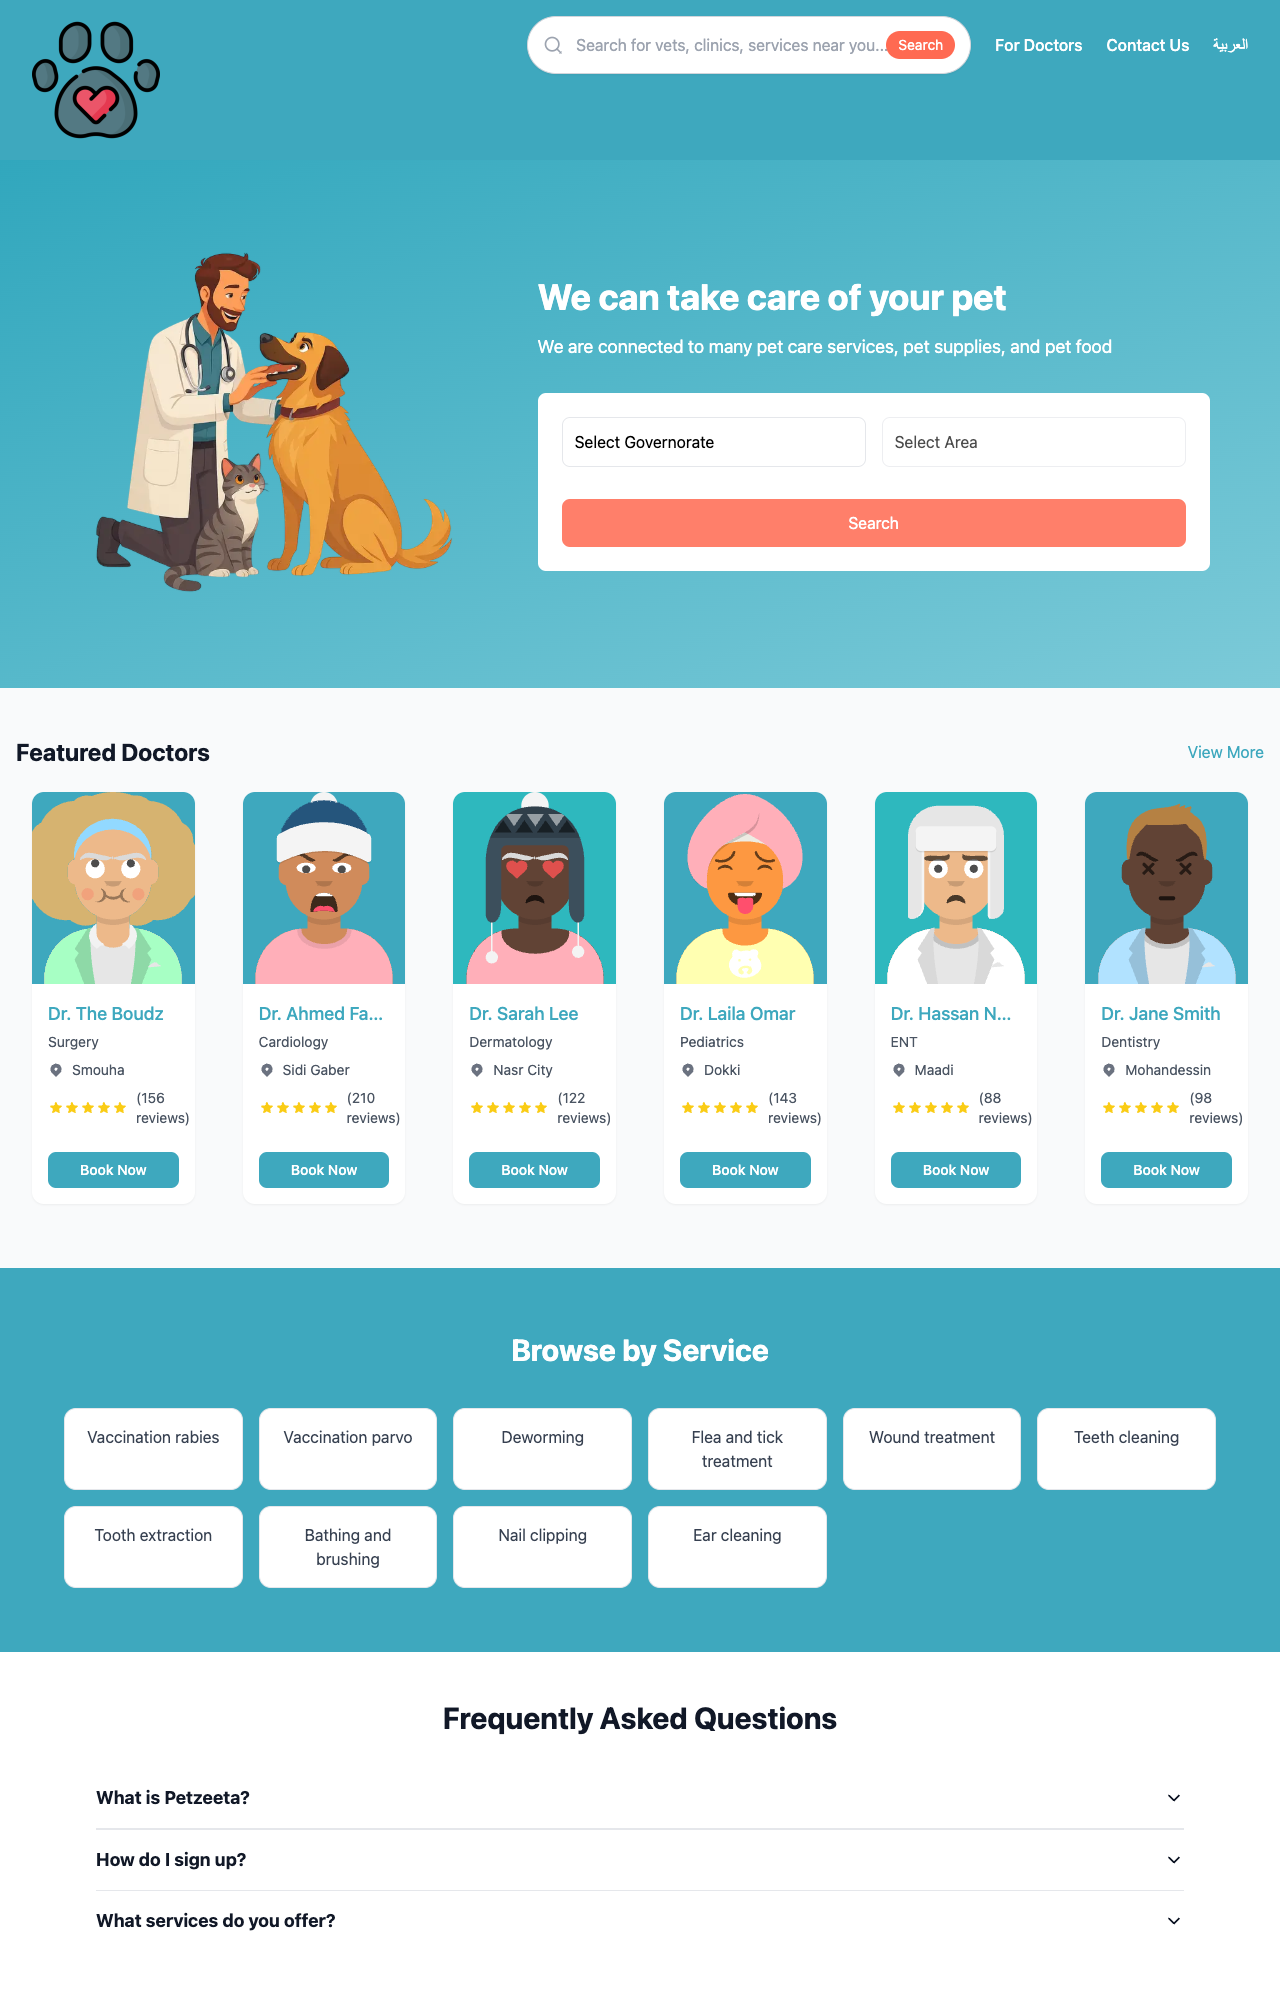 Search for vets, clinics, services near you...
Search
For Doctors
Contact Us
العربية
We can take care of your pet
We are connected to many pet care services, pet supplies, and pet food
Select Governorate
Select Area
Search
Featured Doctors
View More
Dr. The Boudz
Surgery
Smouha
(156
reviews)
Book Now
Dr. Ahmed Fa...
Cardiology
Sidi Gaber
(210
reviews)
Book Now
Dr. Sarah Lee
Dermatology
Nasr City
(122
reviews)
Book Now
Dr. Laila Omar
Pediatrics
Dokki
(143
reviews)
Book Now
Dr. Hassan N...
ENT
Maadi
(88
reviews)
Book Now
Dr. Jane Smith
Dentistry
Mohandessin
(98
reviews)
Book Now
Browse by Service
Vaccination rabies
Vaccination parvo
Deworming
Flea and tick
treatment
Wound treatment
Teeth cleaning
Tooth extraction
Bathing and
brushing
Nail clipping
Ear cleaning
Frequently Asked Questions
What is Petzeeta?
How do I sign up?
What services do you offer?